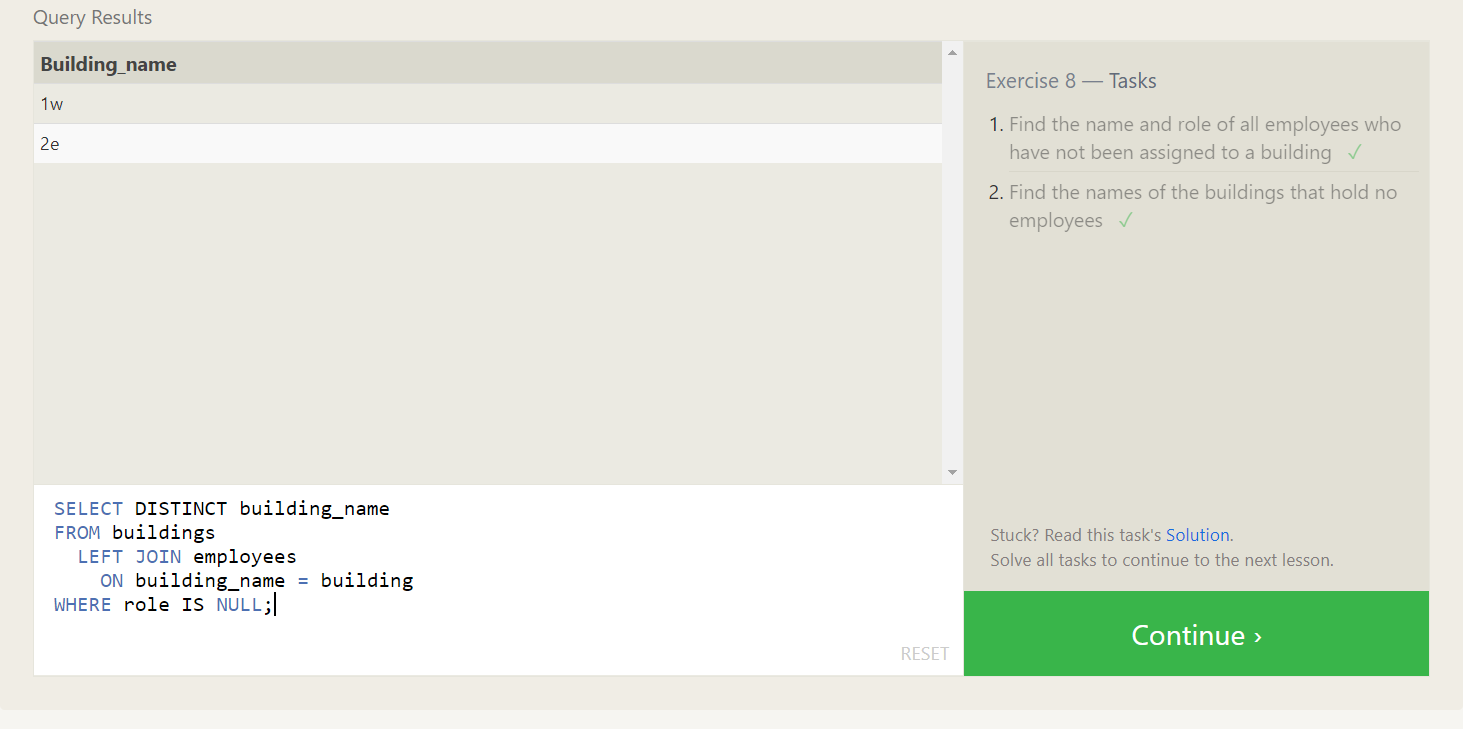 Query Results
Building_name
1w
2e
SELECT DISTINCT building_name
FROM buildings
LEFT JOIN employees
ON building_name = building
WHERE role IS NULL;
RESET
Exercise 8 — Tasks
1. Find the name and role of all employees who
have not been assigned to a building ✓
2. Find the names of the buildings that hold no
employees ✓
Stuck? Read this task's Solution.
Solve all tasks to continue to the next lesson.
Continue ›